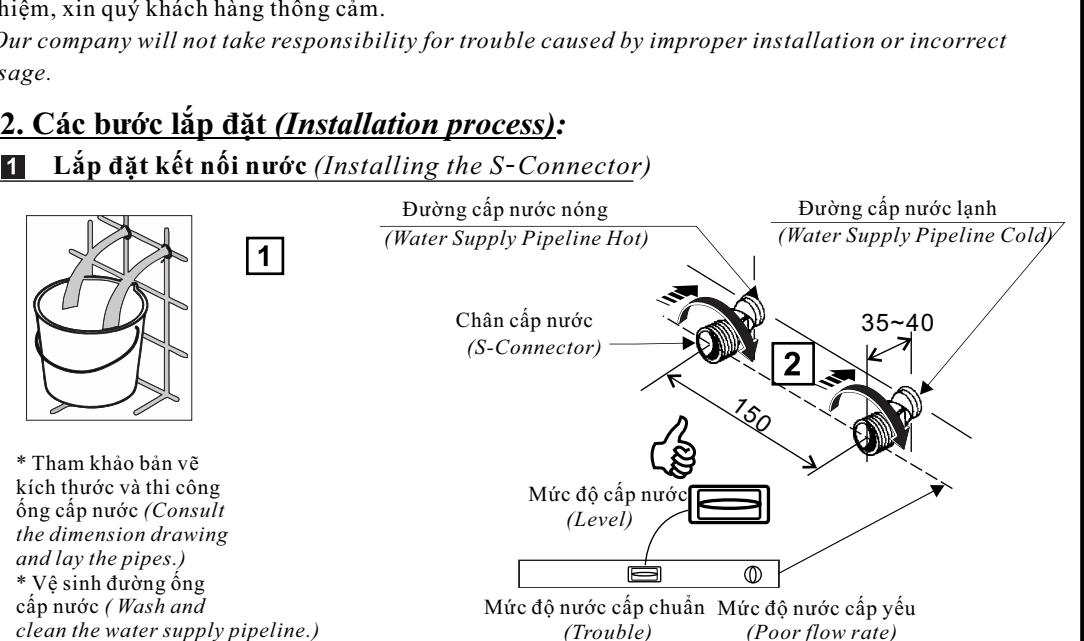 hiệm, xin quý khách hàng thông cảm.
Our company will not take responsibility for trouble caused by improper installation or incorrect
sage.
2. Các bước lắp đặt (Installation process):
1 Lắp đặt kết nối nước (Installing the S-Connector)
1
Đường cấp nước nóng
(Water Supply Pipeline Hot)
Đường cấp nước lạnh
(Water Supply Pipeline Cold)
Chân cấp nước
(S-Connector)
35~40
2
150
* Tham khảo bản vẽ
kích thước và thi công
ống cấp nước (Consult
the dimension drawing
and lay the pipes.)
* Vệ sinh đường ống
cấp nước ( Wash and
clean the water supply pipeline.)
Mức độ cấp nước
(Level)
Mức độ nước cấp chuẩn
(Trouble)
Mức độ nước cấp yếu
(Poor flow rate)